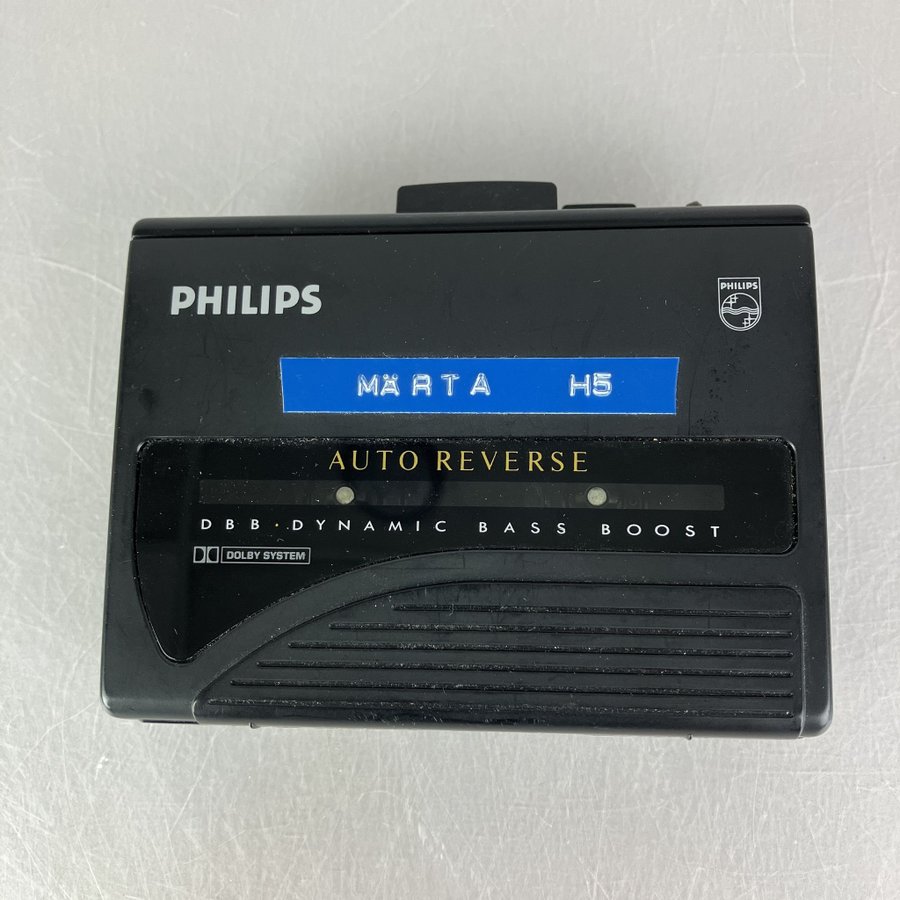 PHILIPS
PHILIPS
MÄRTA H5
AUTO REVERSE
DBB · DYNAMIC BASS BOOST
DOLBY SYSTEM